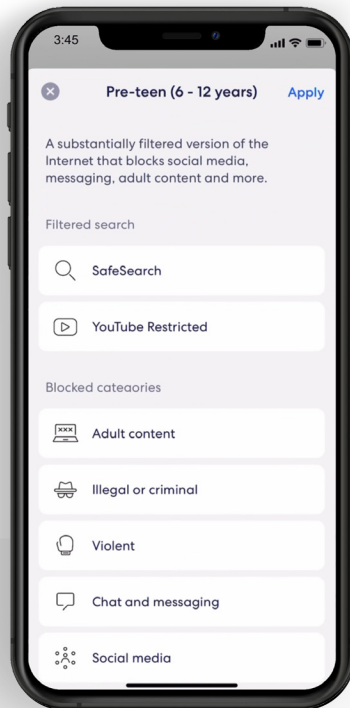 3:45
Pre-teen (6 - 12 years) Apply
A substantially filtered version of the
Internet that blocks social media,
messaging, adult content and more.
Filtered search
SafeSearch
YouTube Restricted
Blocked categories
xxx
Adult content
Illegal or criminal
Violent
Chat and messaging
Social media